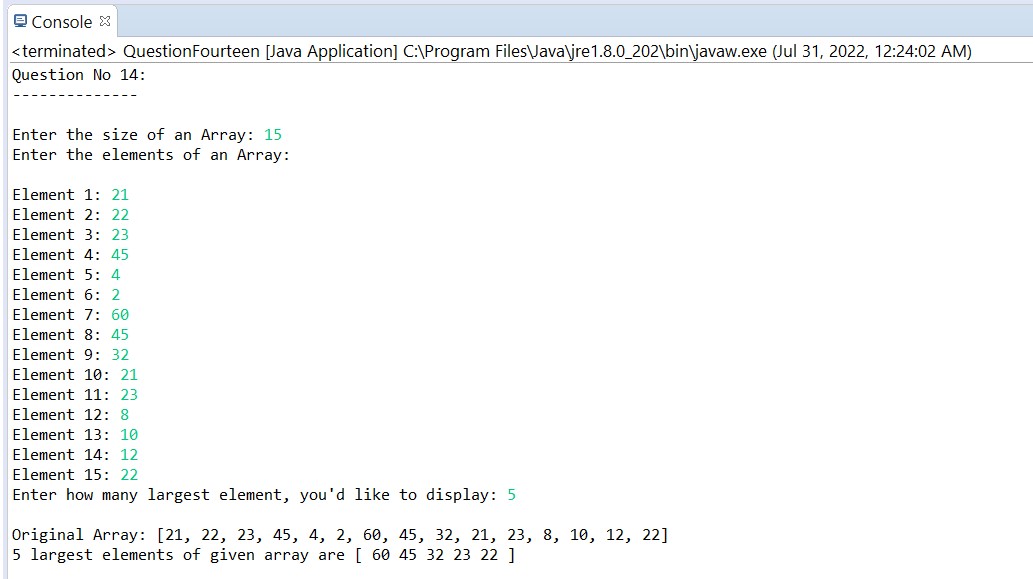 Console
<terminated> QuestionFourteen [Java Application] C:\Program Files\Java\jre1.8.0_202\bin\javaw.exe (Jul 31, 2022, 12:24:02 AM)
Question No 14:
--------------
Enter the size of an Array: 15
Enter the elements of an Array:
Element 1: 21
Element 2: 22
Element 3: 23
Element 4: 45
Element 5: 4
Element 6: 2
Element 7: 60
Element 8: 45
Element 9: 32
Element 10: 21
Element 11: 23
Element 12: 8
Element 13: 10
Element 14: 12
Element 15: 22
Enter how many largest element, you'd like to display: 5
Original Array: [21, 22, 23, 45, 4, 2, 60, 45, 32, 21, 23, 8, 10, 12, 22]
5 largest elements of given array are [ 60 45 32 23 22 ]